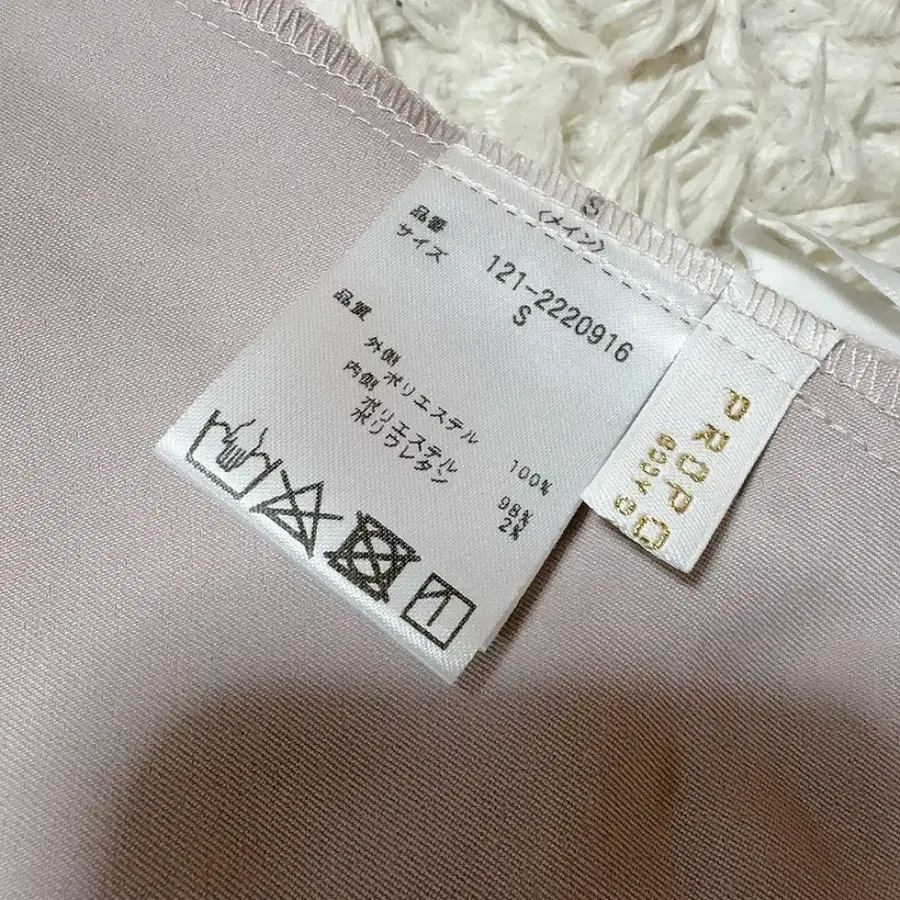 S
〈メイン〉
品番 121-2220916
サイズ S
品質
外側 ポリエステル 100%
内側 ポリエステル 98%
ポリウレタン 2%
PROPO
BODY